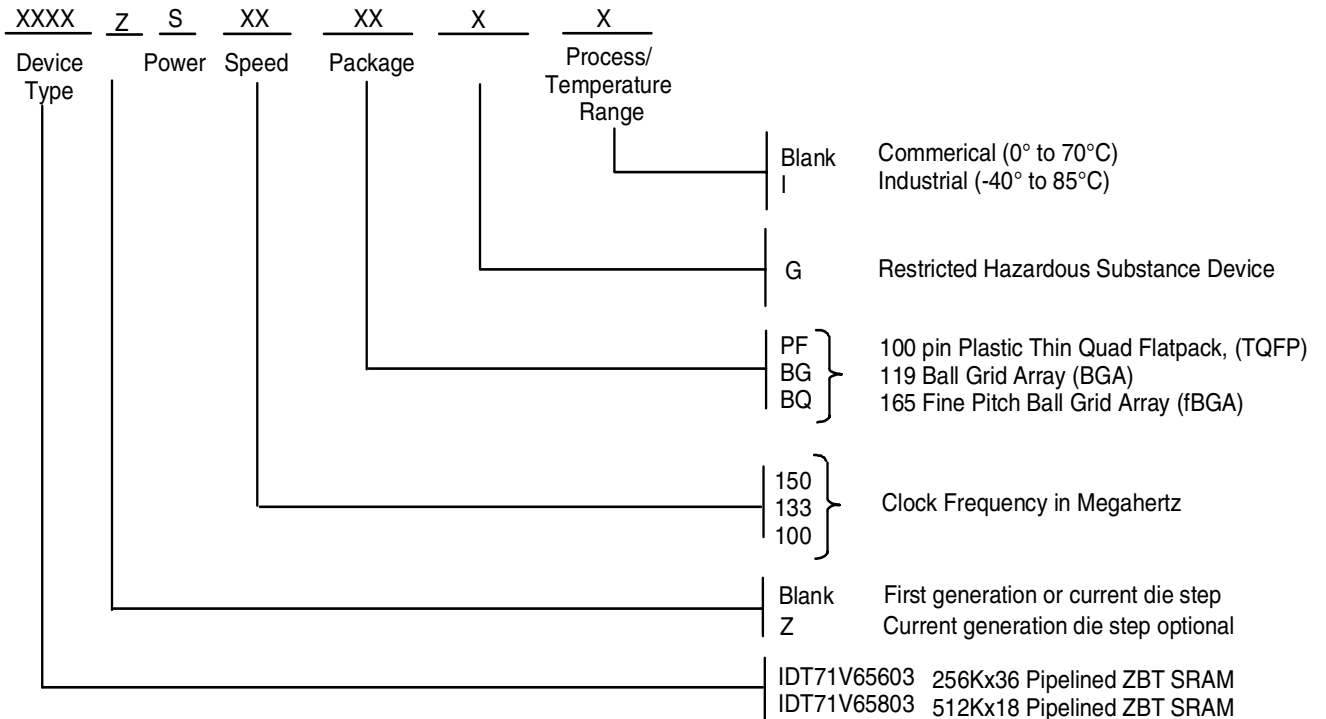 XXXX Z S XX XX X X
Device Type
Power
Speed
Package
Process/
Temperature
Range
Blank Commerical (0° to 70°C)
I Industrial (-40° to 85°C)
G Restricted Hazardous Substance Device
PF 100 pin Plastic Thin Quad Flatpack, (TQFP)
BG 119 Ball Grid Array (BGA)
BQ 165 Fine Pitch Ball Grid Array (fBGA)
150
133 Clock Frequency in Megahertz
100
Blank First generation or current die step
Z Current generation die step optional
IDT71V65603 256Kx36 Pipelined ZBT SRAM
IDT71V65803 512Kx18 Pipelined ZBT SRAM